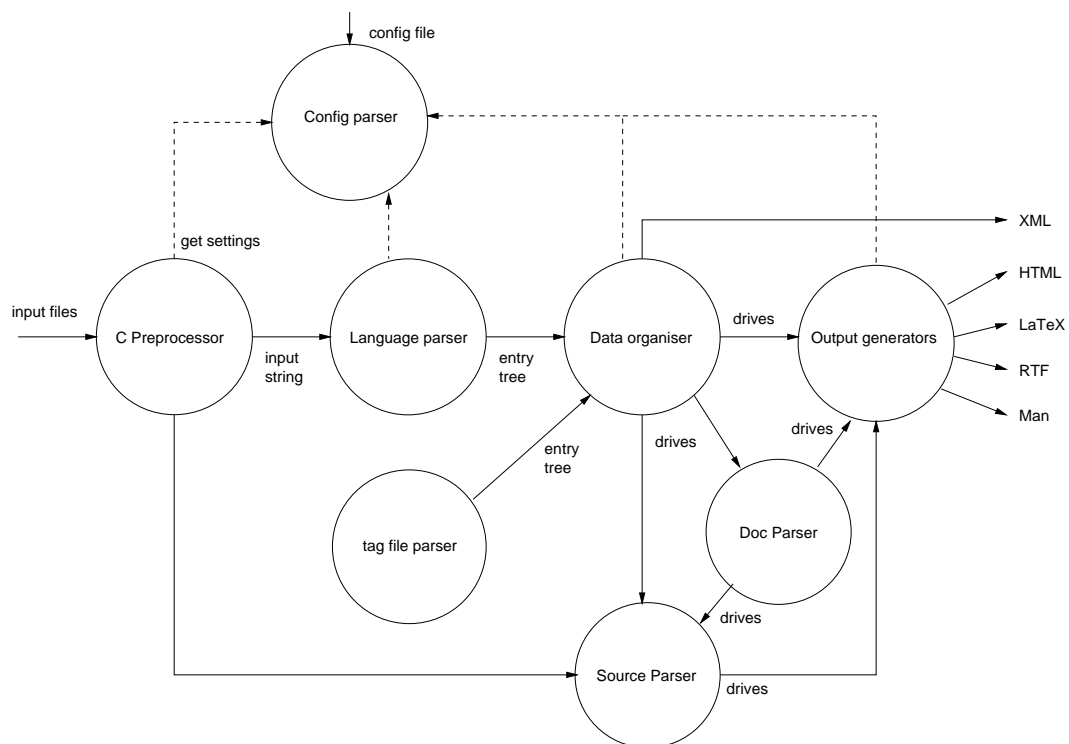 config file
Config parser
get settings
XML
HTML
input files
drives
LaTeX
C Preprocessor
Language parser
Data organiser
Output generators
input
string
entry
tree
RTF
Man
drives
drives
entry
tree
Doc Parser
tag file parser
drives
Source Parser
drives